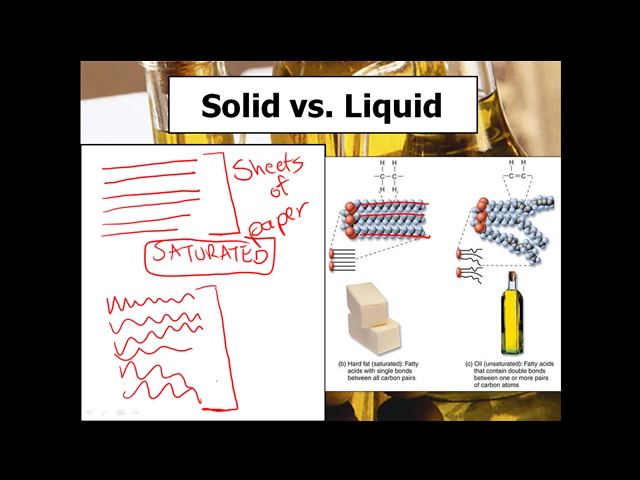 Solid vs. Liquid
Sheets
of
paper
SATURATED
H H
-C-C-
H H
H H
-C=C-
(b) Hard fat (saturated): Fatty
acids with single bonds
between all carbon pairs
(c) Oil (unsaturated): Fatty acids
that contain double bonds
between one or more pairs
of carbon atoms